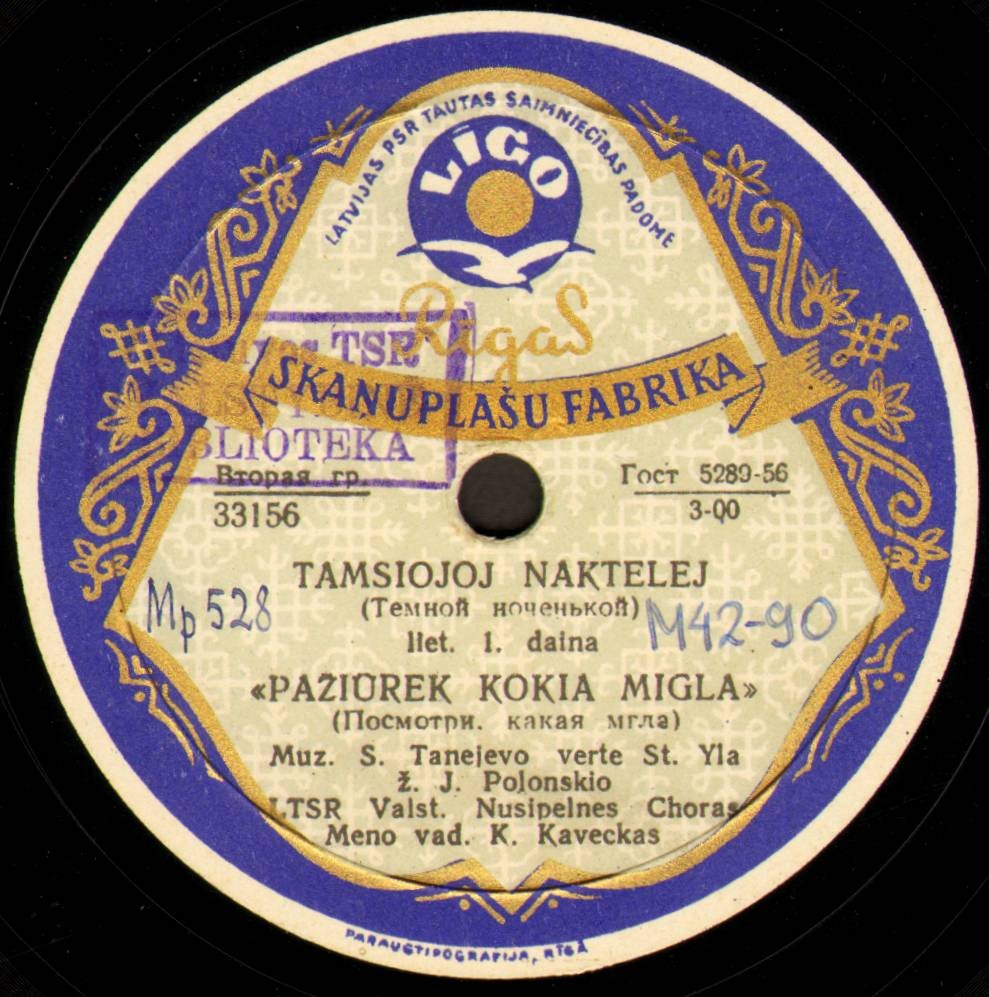 LATVIJAS PSR TAUTAS SAIMNIECĪBAS PADOME
LĪGO
Rīgas
SKAŅUPLAŠU FABRIKA
TSR
BLIOTEKA
Вторая гр.
33156
Гост 5289-56
3-00
TAMSIOJOJ NAKTELEJ
(Темной ноченькой)
liet. l. daina
Mp 528
M42-90
«PAŽIŪREK KOKIA MIGLA»
(Посмотри. какая мгла)
Muz. S. Tanejevo verte St. Yla
ž. J. Polonskio
LTSR Valst. Nusipelnes Choras
Meno vad. K. Kaveckas
PARAUGTIPOGRAFIJA, RĪGĀ